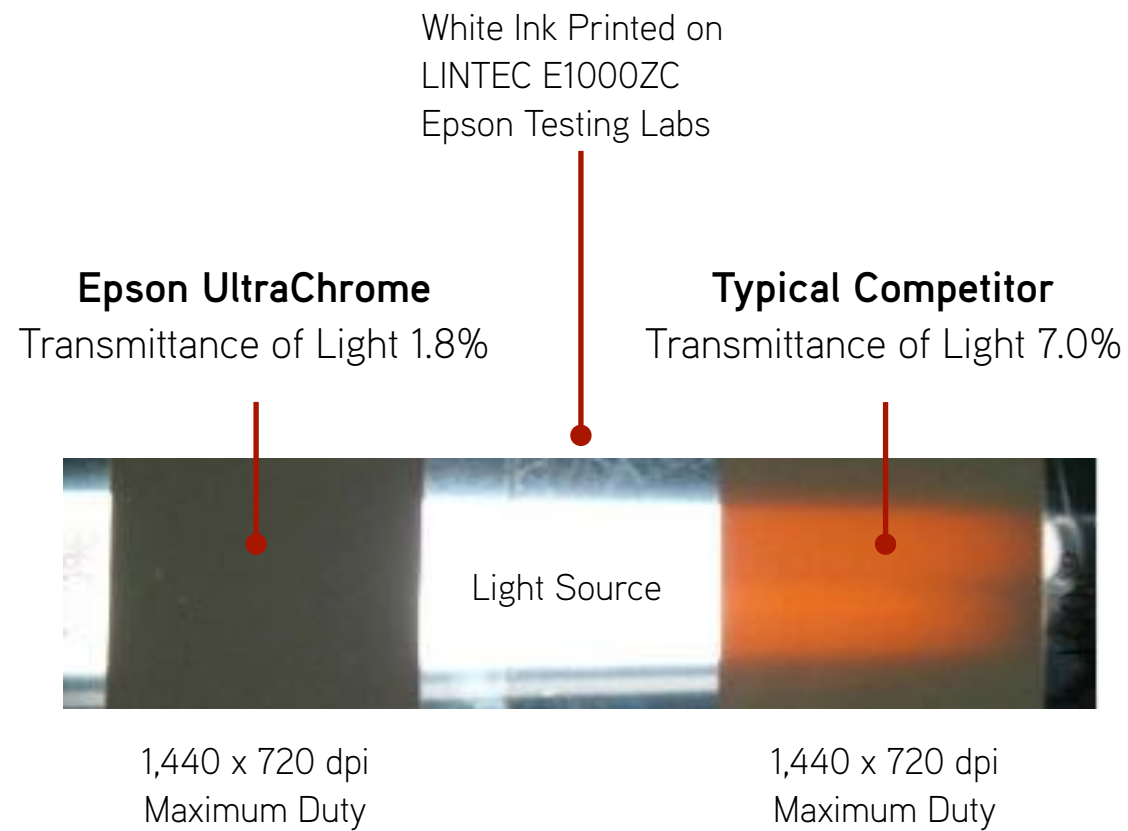 White Ink Printed on
LINTEC E1000ZC
Epson Testing Labs
Epson UltraChrome
Transmittance of Light 1.8%
Typical Competitor
Transmittance of Light 7.0%
Light Source
1,440 x 720 dpi
Maximum Duty
1,440 x 720 dpi
Maximum Duty